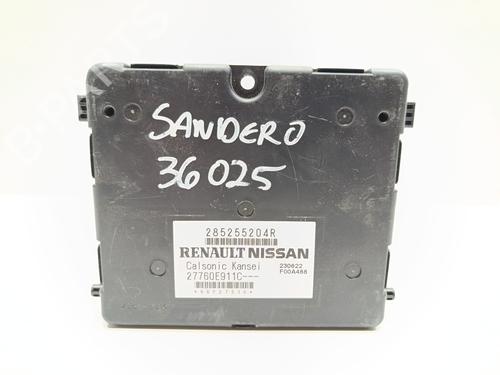 SANDERO
36025
285255204R
RENAULT NISSAN
Calsonic Kansei 230622
27760E911C--- F00A488